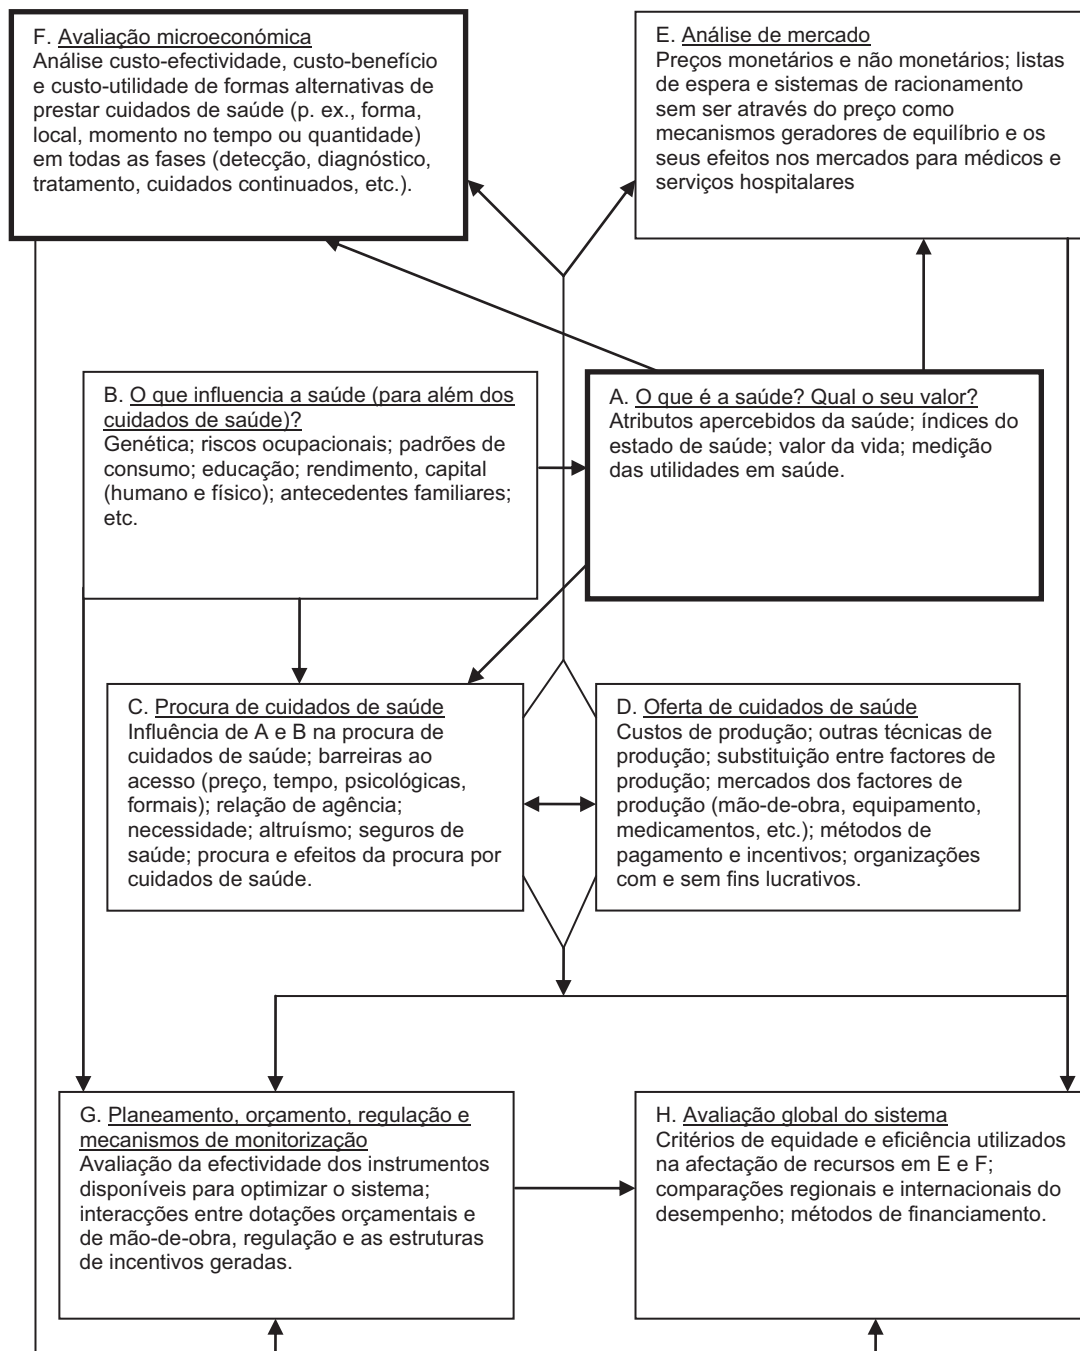 F. Avaliação microeconómica
Análise custo-efectividade, custo-benefício
e custo-utilidade de formas alternativas de
prestar cuidados de saúde (p. ex., forma,
local, momento no tempo ou quantidade)
em todas as fases (detecção, diagnóstico,
tratamento, cuidados continuados, etc.).
E. Análise de mercado
Preços monetários e não monetários; listas
de espera e sistemas de racionamento
sem ser através do preço como
mecanismos geradores de equilíbrio e os
seus efeitos nos mercados para médicos e
serviços hospitalares
B. O que influencia a saúde (para além dos
cuidados de saúde)?
Genética; riscos ocupacionais; padrões de
consumo; educação; rendimento, capital
(humano e físico); antecedentes familiares;
etc.
A. O que é a saúde? Qual o seu valor?
Atributos apercebidos da saúde; índices do
estado de saúde; valor da vida; medição
das utilidades em saúde.
C. Procura de cuidados de saúde
Influência de A e B na procura de
cuidados de saúde; barreiras ao
acesso (preço, tempo, psicológicas,
formais); relação de agência;
necessidade; altruísmo; seguros de
saúde; procura e efeitos da procura por
cuidados de saúde.
D. Oferta de cuidados de saúde
Custos de produção; outras técnicas de
produção; substituição entre factores de
produção; mercados dos factores de
produção (mão-de-obra, equipamento,
medicamentos, etc.); métodos de
pagamento e incentivos; organizações
com e sem fins lucrativos.
G. Planeamento, orçamento, regulação e
mecanismos de monitorização
Avaliação da efectividade dos instrumentos
disponíveis para optimizar o sistema;
interacções entre dotações orçamentais e
de mão-de-obra, regulação e as estruturas
de incentivos geradas.
H. Avaliação global do sistema
Critérios de equidade e eficiência utilizados
na afectação de recursos em E e F;
comparações regionais e internacionais do
desempenho; métodos de financiamento.